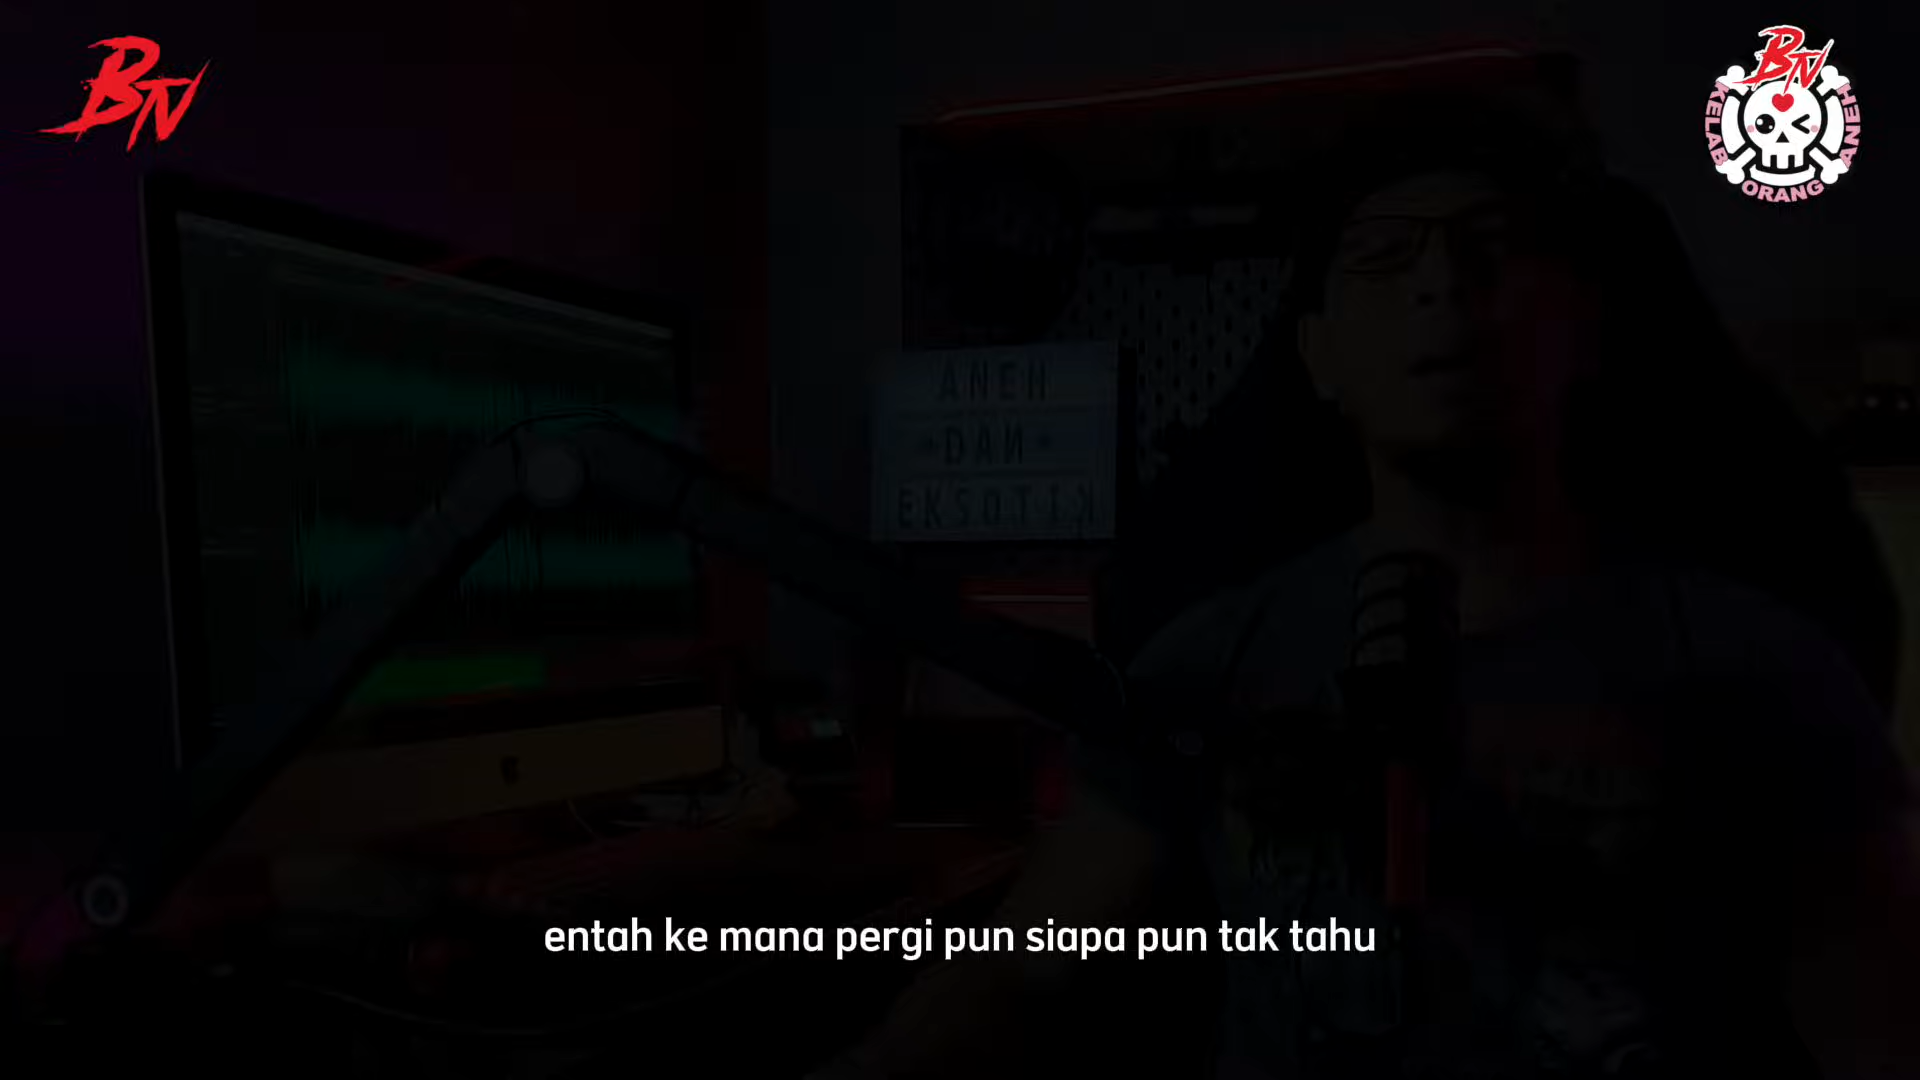 BN
BN
KELAB ORANG ANEH
ANEH
DAN
EKSOTIK
entah ke mana pergi pun siapa pun tak tahu